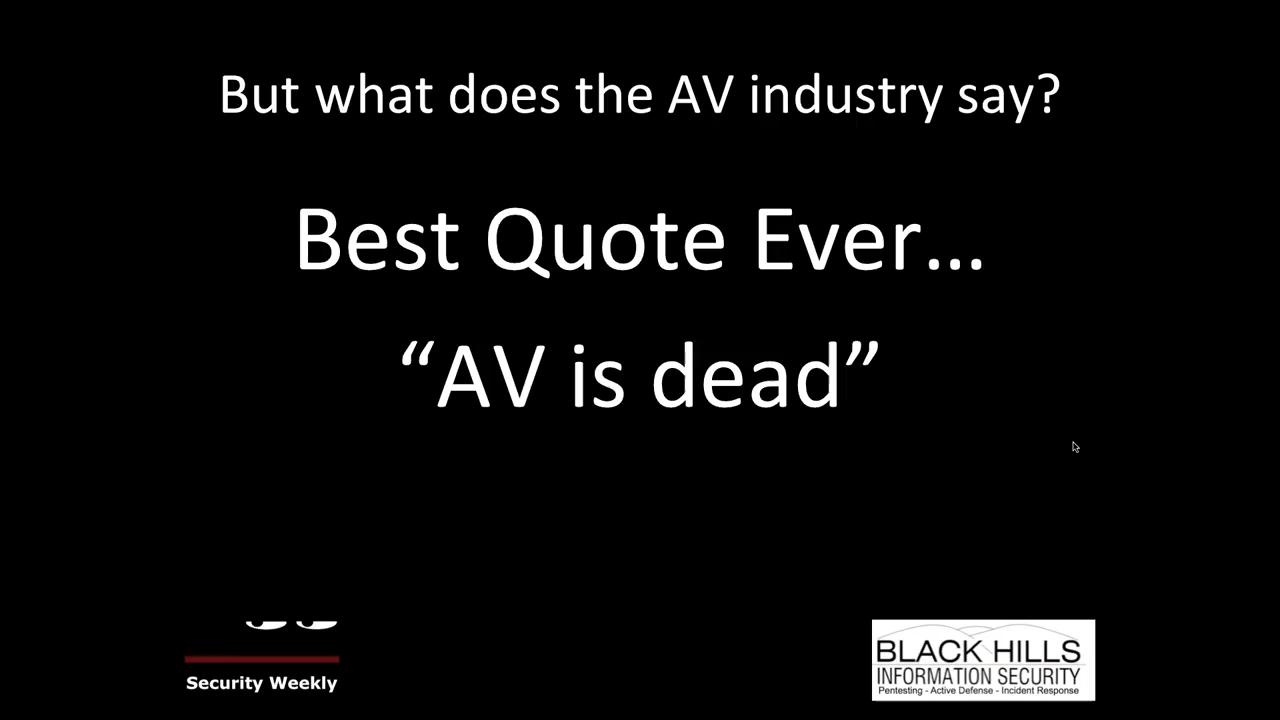 But what does the AV industry say?
Best Quote Ever…
“AV is dead”
Security Weekly
BLACK HILLS
INFORMATION SECURITY
Pentesting - Active Defense - Incident Response